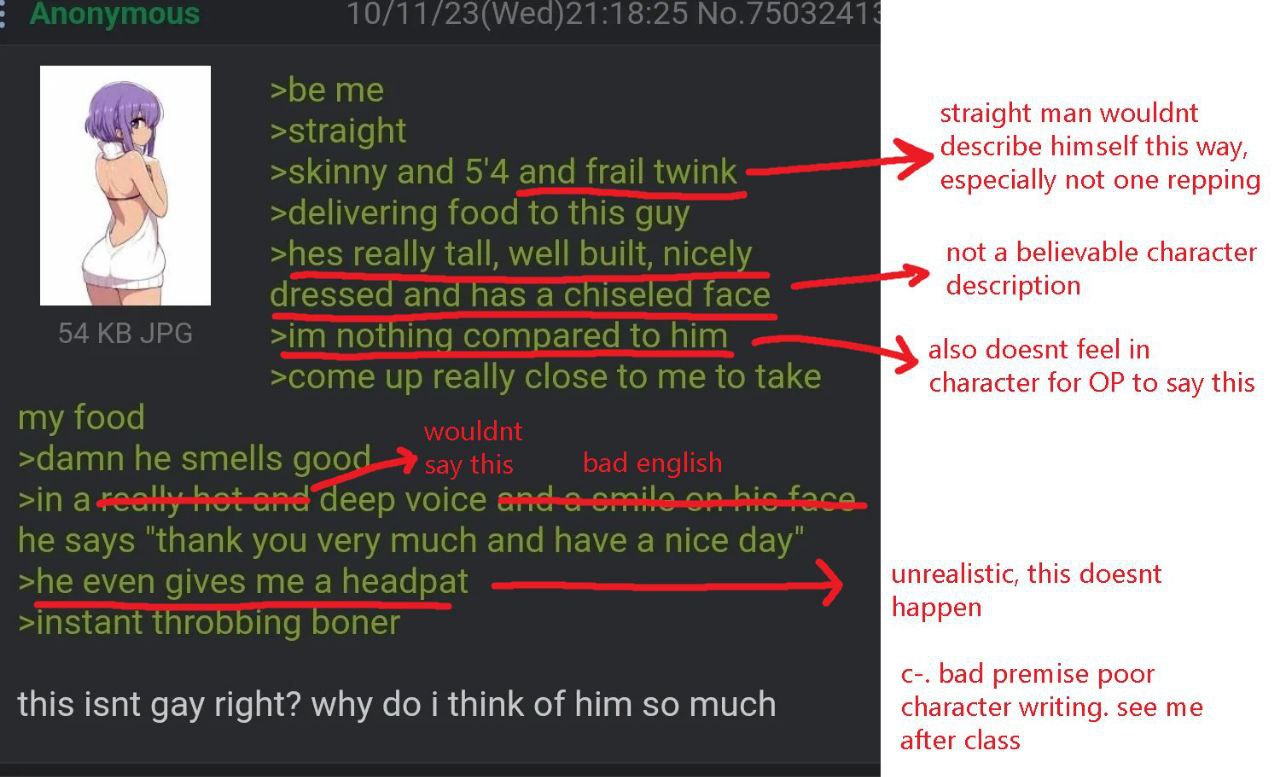 Anonymous 10/11/23(Wed)21:18:25 No.75032413
>be me
>straight
>skinny and 5'4 and frail twink
>delivering food to this guy
>hes really tall, well built, nicely
dressed and has a chiseled face
>im nothing compared to him
>come up really close to me to take
my food
54 KB JPG
>damn he smells good
>in a really hot and deep voice and a smile on his face
he says "thank you very much and have a nice day"
>he even gives me a headpat
>instant throbbing boner
this isnt gay right? why do i think of him so much
straight man wouldnt
describe himself this way,
especially not one repping
not a believable character
description
also doesnt feel in
character for OP to say this
wouldnt
say this
bad english
unrealistic, this doesnt
happen
c-. bad premise poor
character writing. see me
after class